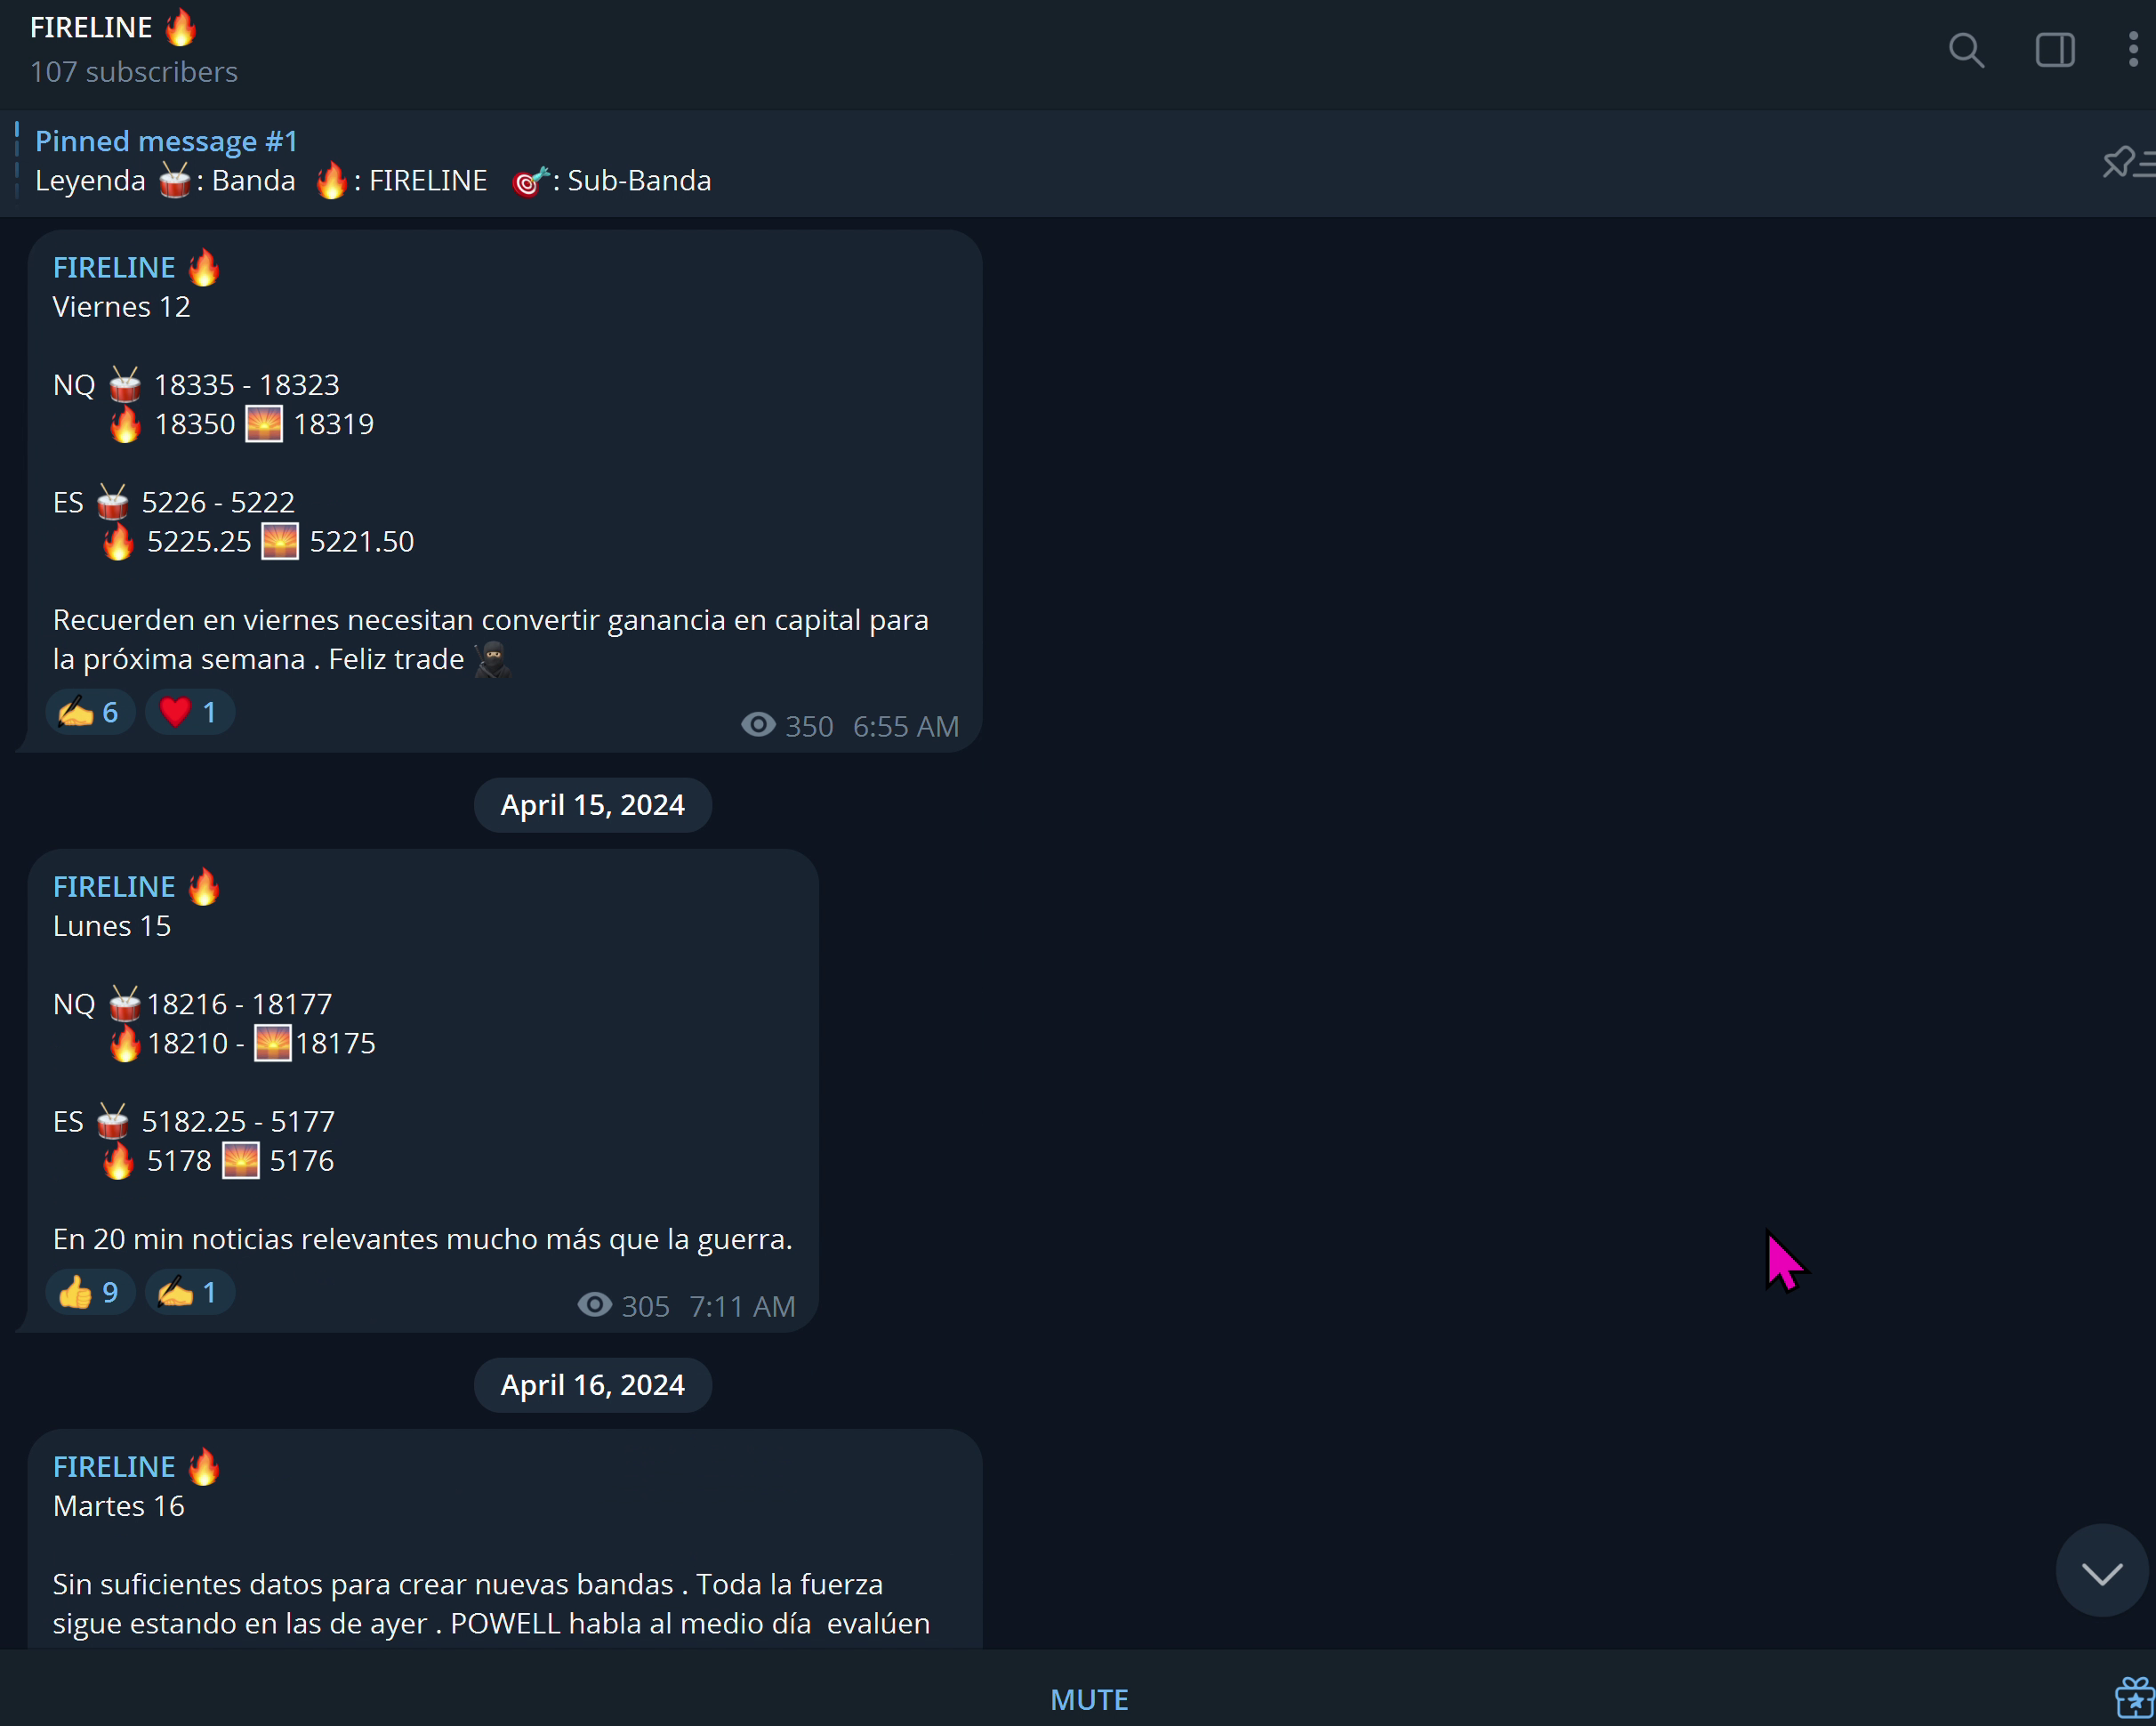 FIRELINE 🔥
107 subscribers
Pinned message #1
Leyenda 🥁: Banda 🔥: FIRELINE 🎯: Sub-Banda
FIRELINE 🔥
Viernes 12
NQ 🥁 18335 - 18323
🔥 18350 🌅 18319
ES 🥁 5226 - 5222
🔥 5225.25 🌅 5221.50
Recuerden en viernes necesitan convertir ganancia en capital para
la próxima semana . Feliz trade 🥷
✍️ 6 ❤️ 1
350 6:55 AM
April 15, 2024
FIRELINE 🔥
Lunes 15
NQ 🥁18216 - 18177
🔥18210 - 🌅18175
ES 🥁 5182.25 - 5177
🔥 5178 🌅 5176
En 20 min noticias relevantes mucho más que la guerra.
👍 9 ✍️ 1
305 7:11 AM
April 16, 2024
FIRELINE 🔥
Martes 16
Sin suficientes datos para crear nuevas bandas . Toda la fuerza
sigue estando en las de ayer . POWELL habla al medio día  evalúen
MUTE